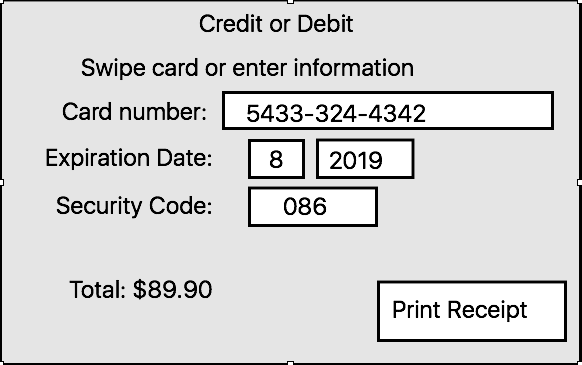 Credit or Debit
Swipe card or enter information
Card number: 5433-324-4342
Expiration Date: 8 2019
Security Code: 086
Total: $89.90
Print Receipt